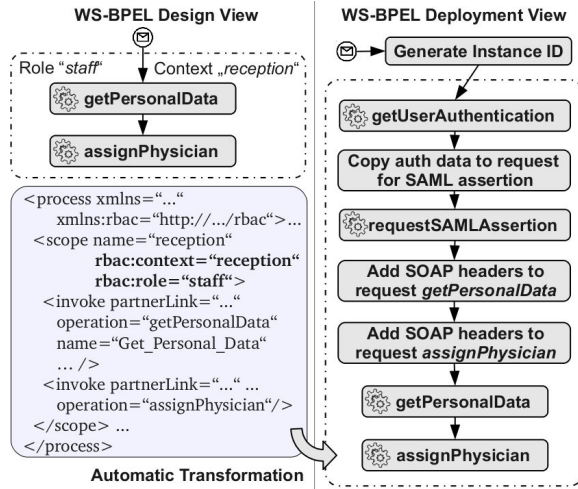 WS-BPEL Design View
Role “staff“
Context „reception“
getPersonalData
assignPhysician
<process xmlns=“...“
xmlns:rbac=“http://.../rbac“>...
<scope name=“reception“
rbac:context=“reception“
rbac:role=“staff“>
<invoke partnerLink=“...“
operation=“getPersonalData“
name=“Get_Personal_Data“
... />
<invoke partnerLink=“...“ ...
operation=“assignPhysician“/>
</scope> ...
</process>
Automatic Transformation
WS-BPEL Deployment View
Generate Instance ID
getUserAuthentication
Copy auth data to request
for SAML assertion
requestSAMLAssertion
Add SOAP headers to
request getPersonalData
Add SOAP headers to
request assignPhysician
getPersonalData
assignPhysician